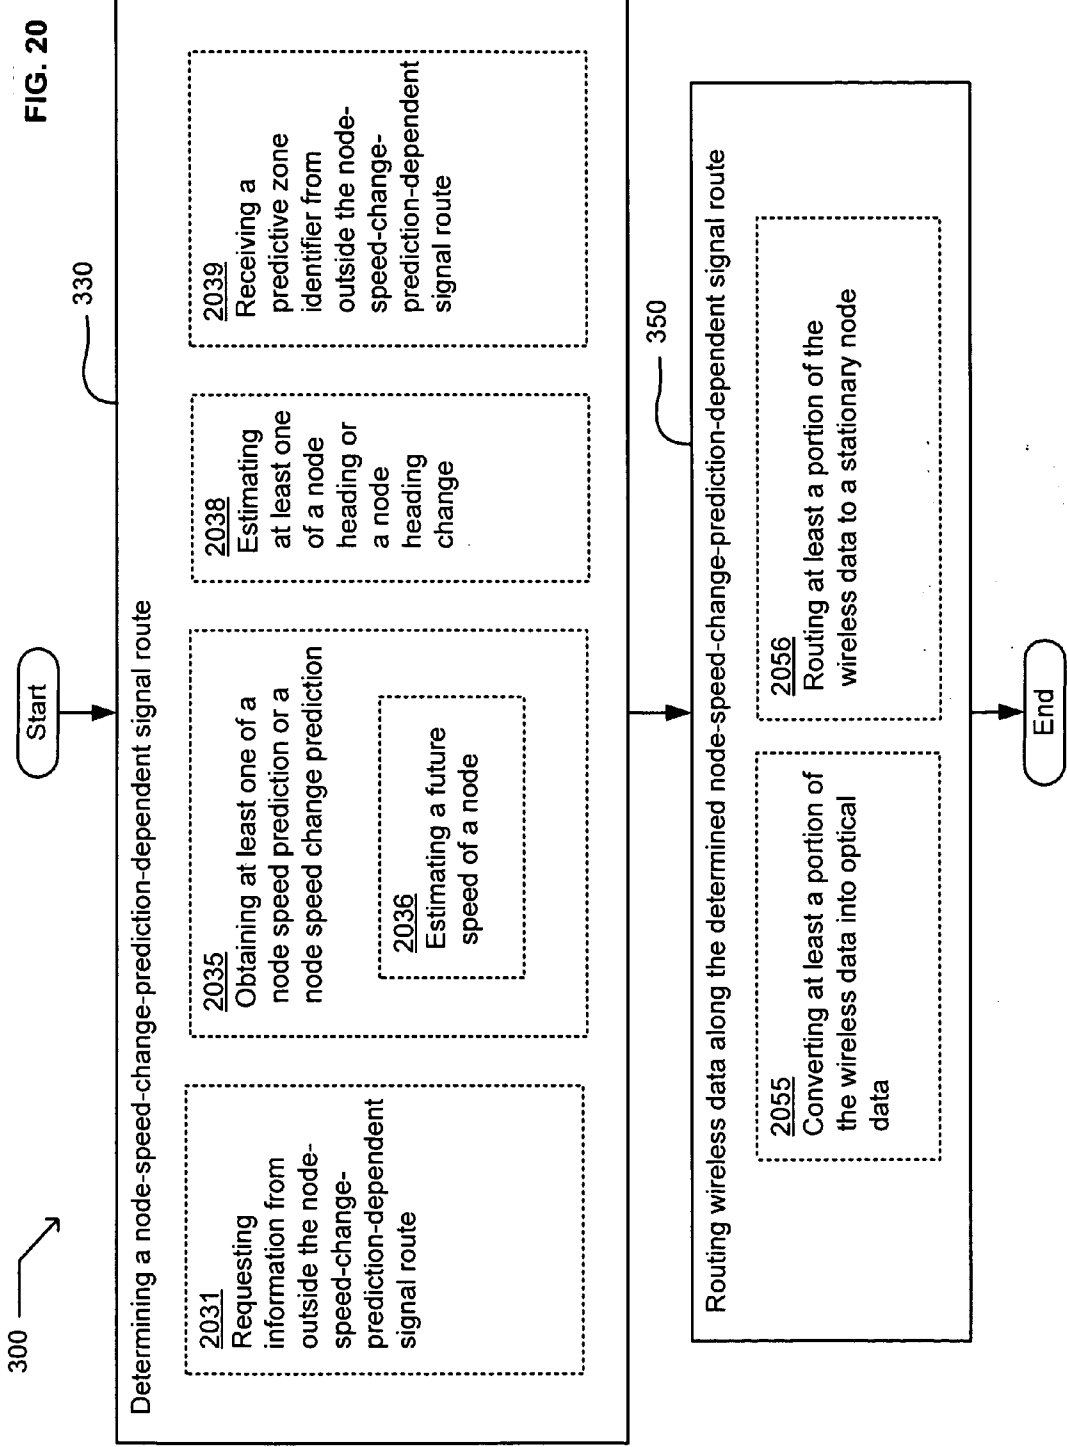 FIG. 20
300
Start
330
Determining a node-speed-change-prediction-dependent signal route
2031
Requesting
information from
outside the node-
speed-change-
prediction-dependent
signal route
2035
Obtaining at least one of a
node speed prediction or a
node speed change prediction
2036
Estimating a future
speed of a node
2038
Estimating
at least one
of a node
heading or
a node
heading
change
2039
Receiving a
predictive zone
identifier from
outside the node-
speed-change-
prediction-dependent
signal route
350
Routing wireless data along the determined node-speed-change-prediction-dependent signal route
2055
Converting at least a portion of
the wireless data into optical
data
2056
Routing at least a portion of the
wireless data to a stationary node
End